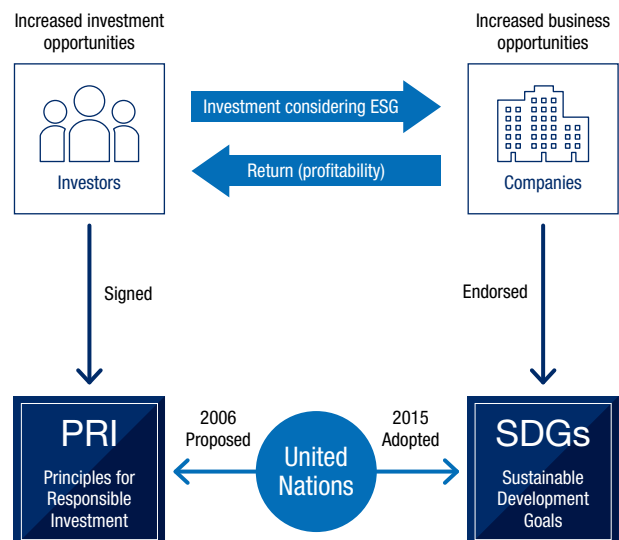 Increased investment
opportunities
Increased business
opportunities
Investors
Investment considering ESG
Return (profitability)
Companies
Signed
Endorsed
PRI
Principles for
Responsible
Investment
2006
Proposed
United
Nations
2015
Adopted
SDGs
Sustainable
Development
Goals